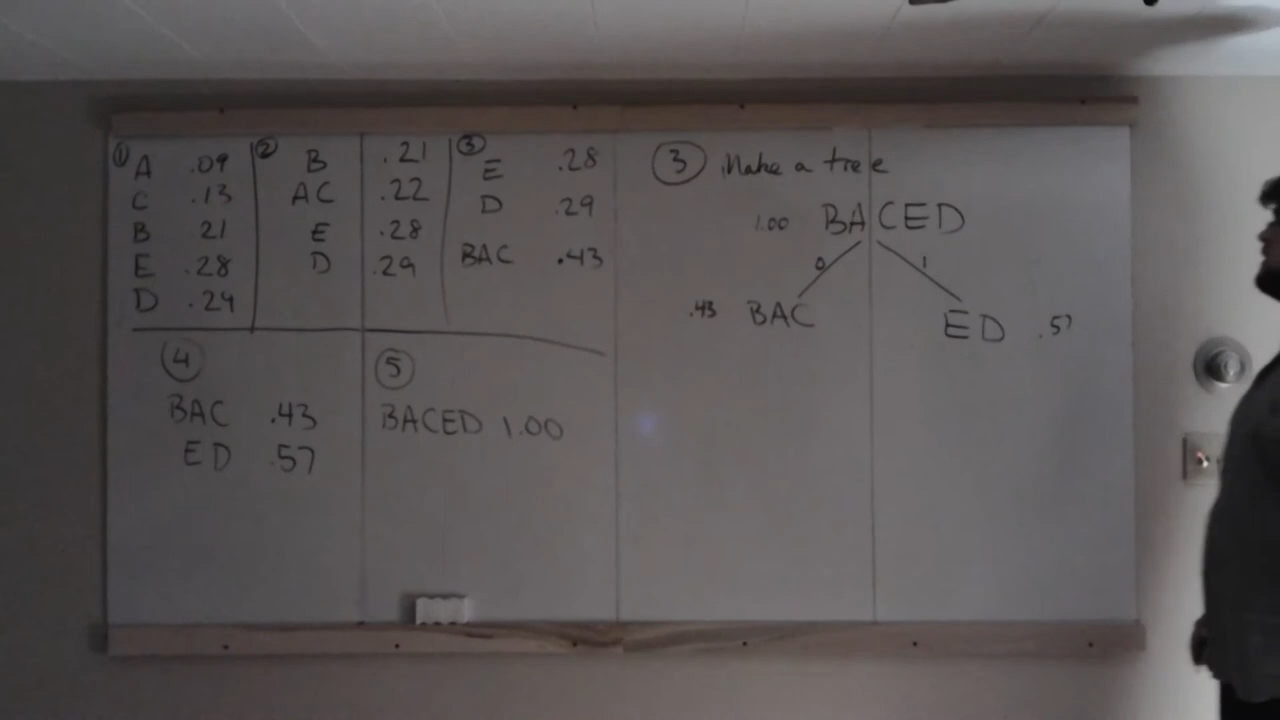 ①
A .09
C .13
B 21
E .28
D .29
②
B .21
AC .22
E .28
D .29
③
E .28
D .29
BAC .43
④
BAC .43
ED .57
⑤
BACED 1.00
③ Make a tree
1.00 BACED
0 1
.43 BAC ED .57